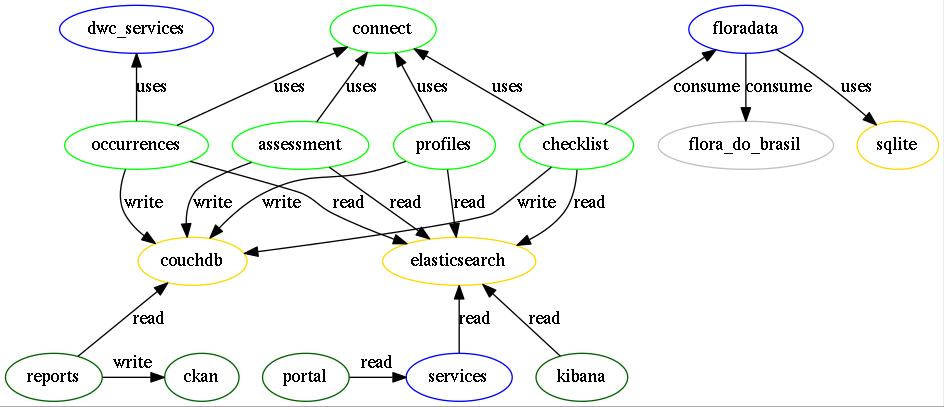 dwc_services
connect
floradata
uses
uses
uses
uses
uses
consume
consume
uses
occurrences
assessment
profiles
checklist
flora_do_brasil
sqlite
write
write
write
read
read
read
write
read
couchdb
elasticsearch
read
read
read
reports
write
ckan
portal
read
services
kibana